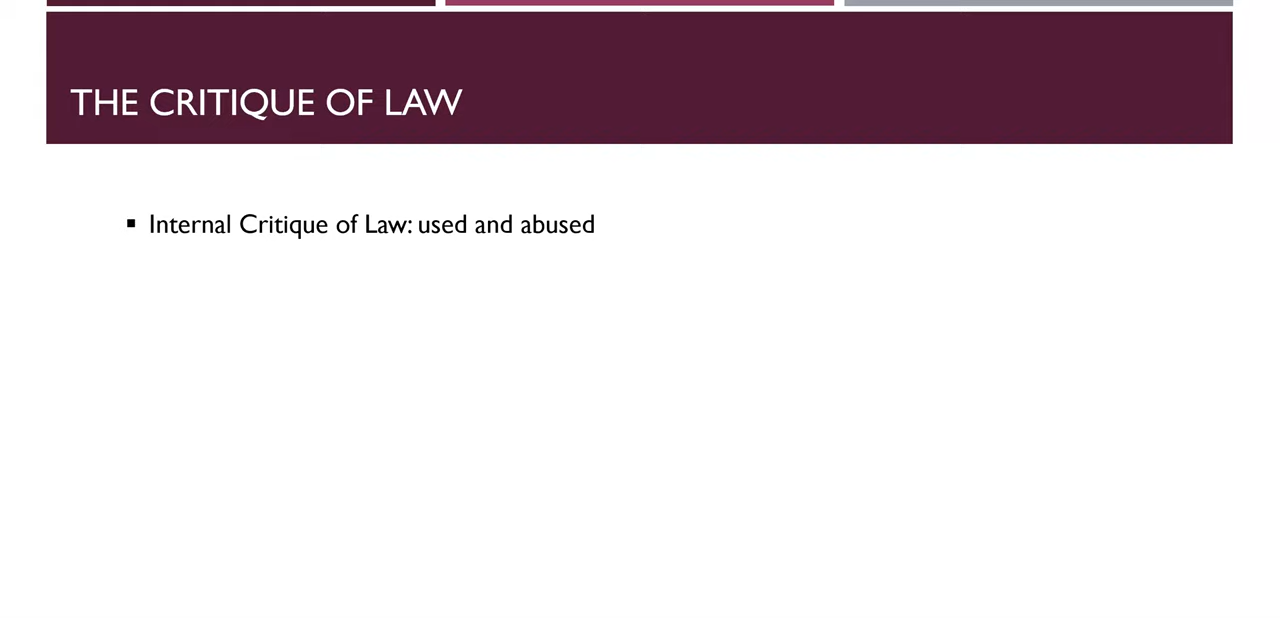 THE CRITIQUE OF LAW
▪ Internal Critique of Law: used and abused